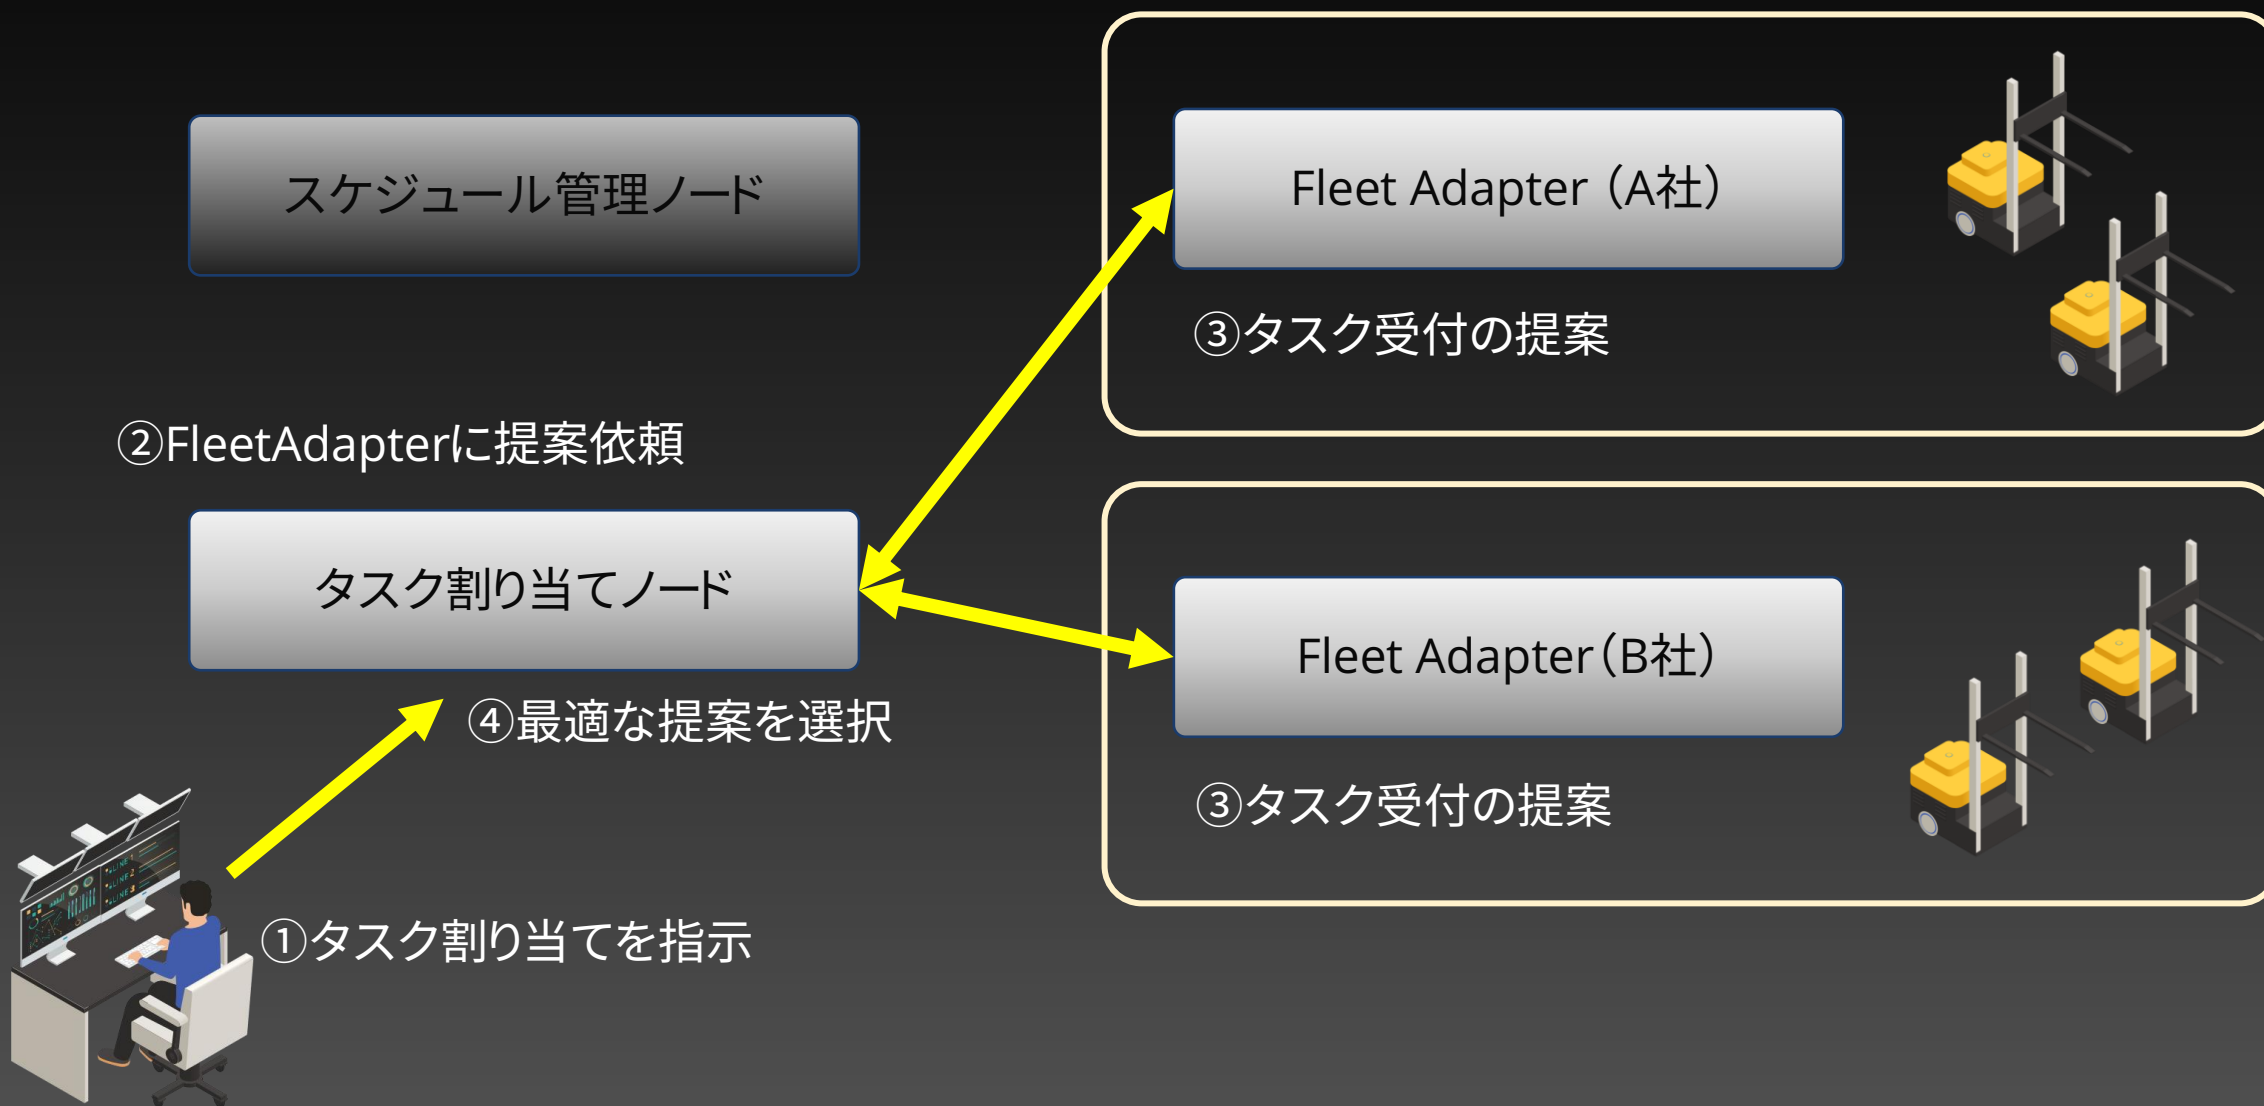 スケジュール管理ノード
Fleet Adapter（A社）
③タスク受付の提案
②FleetAdapterに提案依頼
タスク割り当てノード
Fleet Adapter（B社）
④最適な提案を選択
③タスク受付の提案
①タスク割り当てを指示